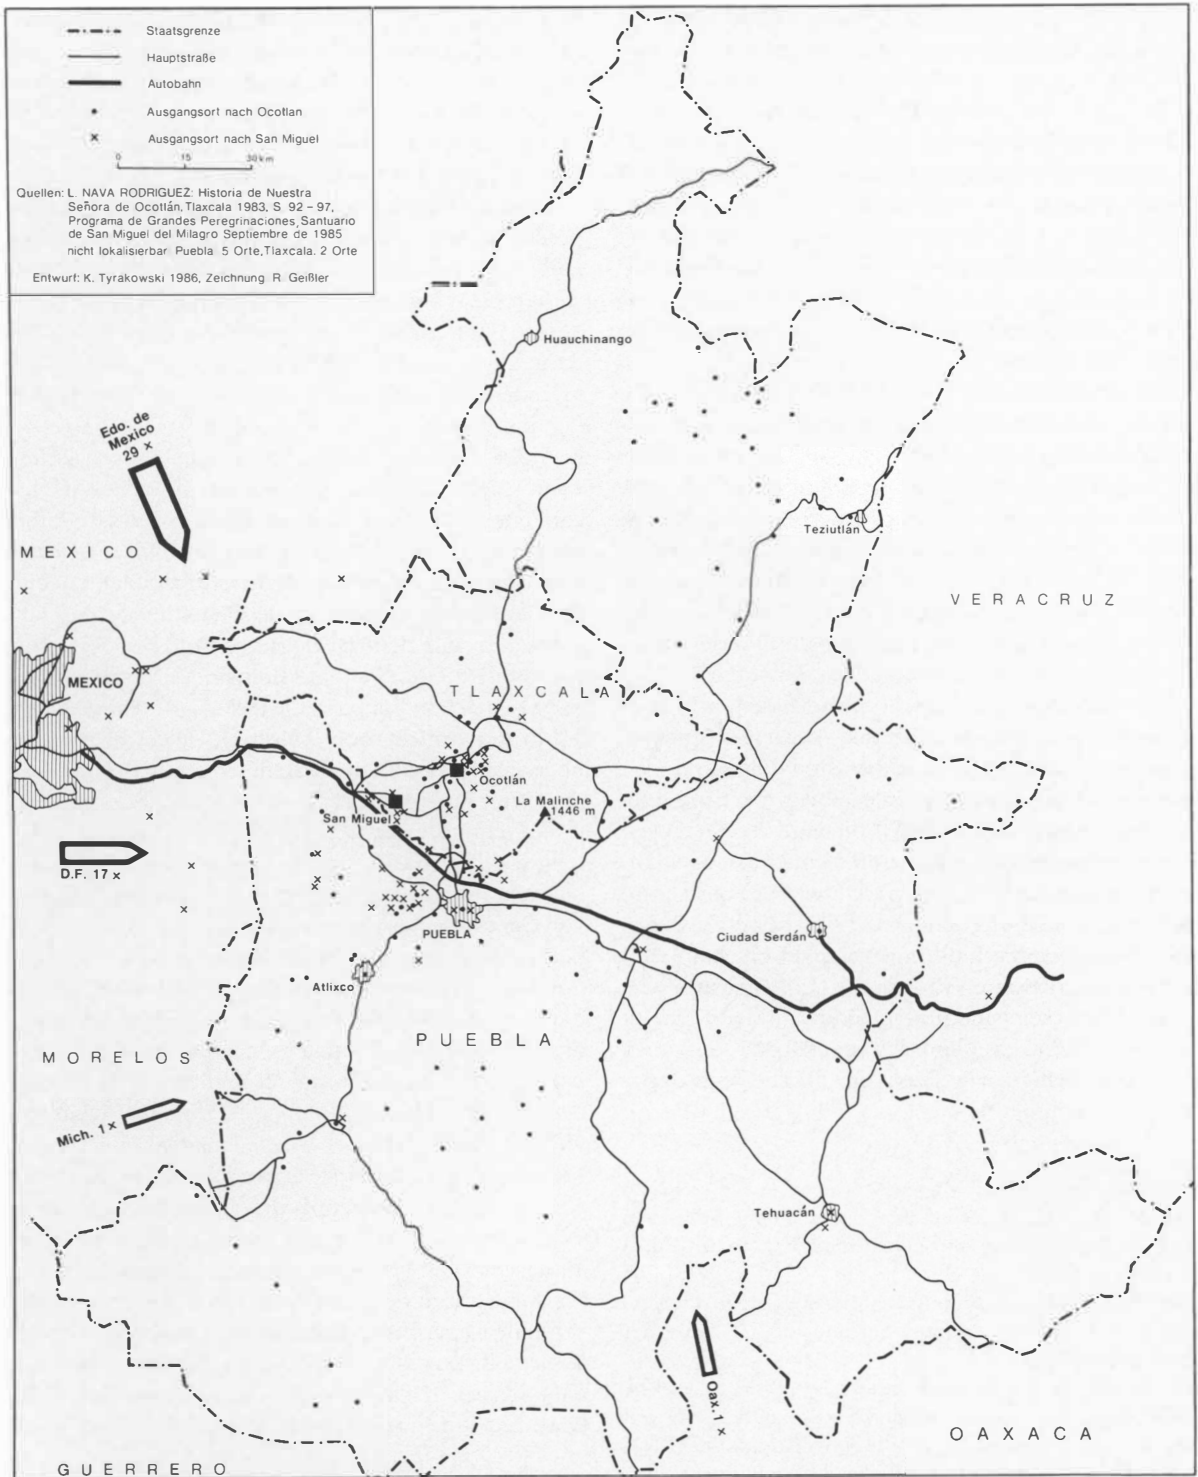 Staatsgrenze
Hauptstraße
Autobahn
Ausgangsort nach Ocotlan
Ausgangsort nach San Miguel
0 15 30 km
Quellen: L. NAVA RODRIGUEZ: Historia de Nuestra
Señora de Ocotlán, Tlaxcala 1983, S. 92 – 97,
Programa de Grandes Peregrinaciones, Santuario
de San Miguel del Milagro Septiembre de 1985
nicht lokalisierbar: Puebla 5 Orte, Tlaxcala: 2 Orte
Entwurf: K. Tyrakowski 1986, Zeichnung R. Geißler
Huauchinango
Edo. de
Mexico
29 ×
Teziutlán
MEXICO
VERACRUZ
MEXICO
TLAXCALA
Ocotlán
La Malinche
1446 m
San Miguel
D.F. 17 ×
PUEBLA
Ciudad Serdán
Atlixco
PUEBLA
MORELOS
Mich. 1 ×
Tehuacán
Oax. 1 ×
OAXACA
GUERRERO